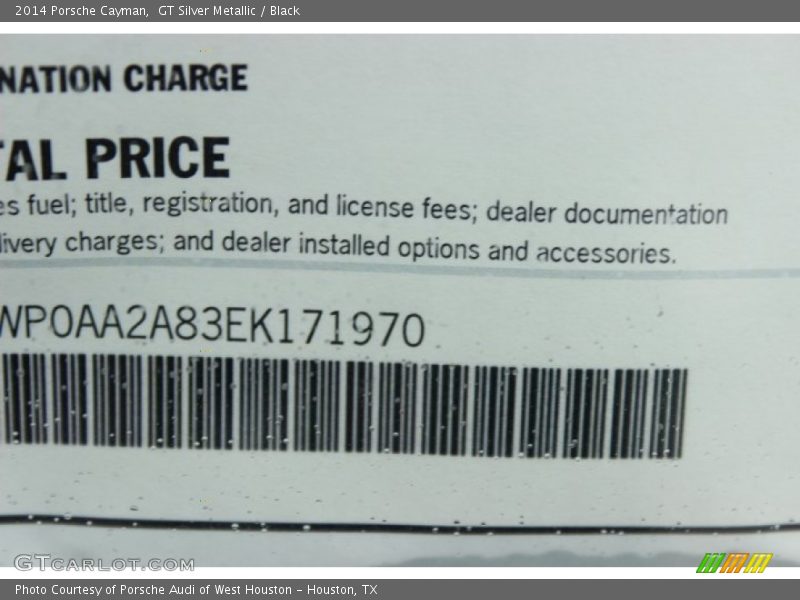 2014 Porsche Cayman,  GT Silver Metallic / Black
NATION CHARGE
TAL PRICE
es fuel; title, registration, and license fees; dealer documentation
livery charges; and dealer installed options and accessories.
WP0AA2A83EK171970
GTCARLOT.COM
Photo Courtesy of Porsche Audi of West Houston – Houston, TX